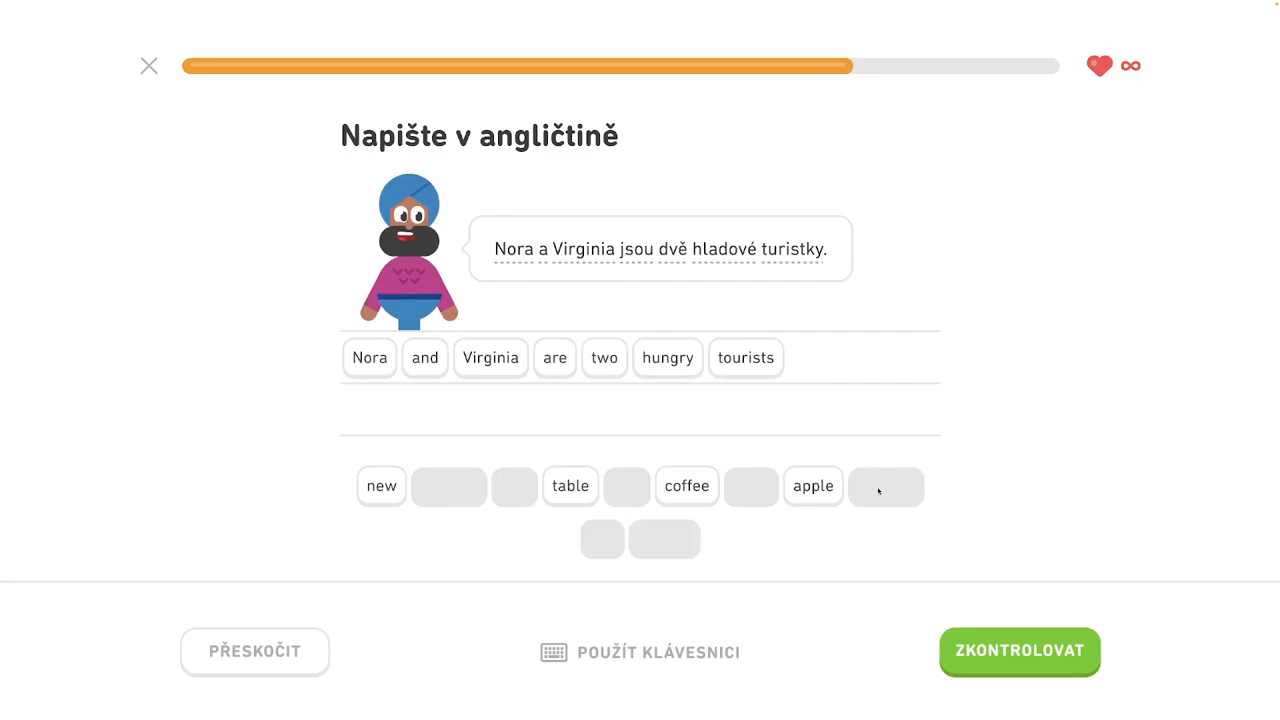 ∞
Napište v angličtině
Nora a Virginia jsou dvě hladové turistky.
Nora and Virginia are two hungry tourists
new table coffee apple
PŘESKOČIT POUŽÍT KLÁVESNICI ZKONTROLOVAT